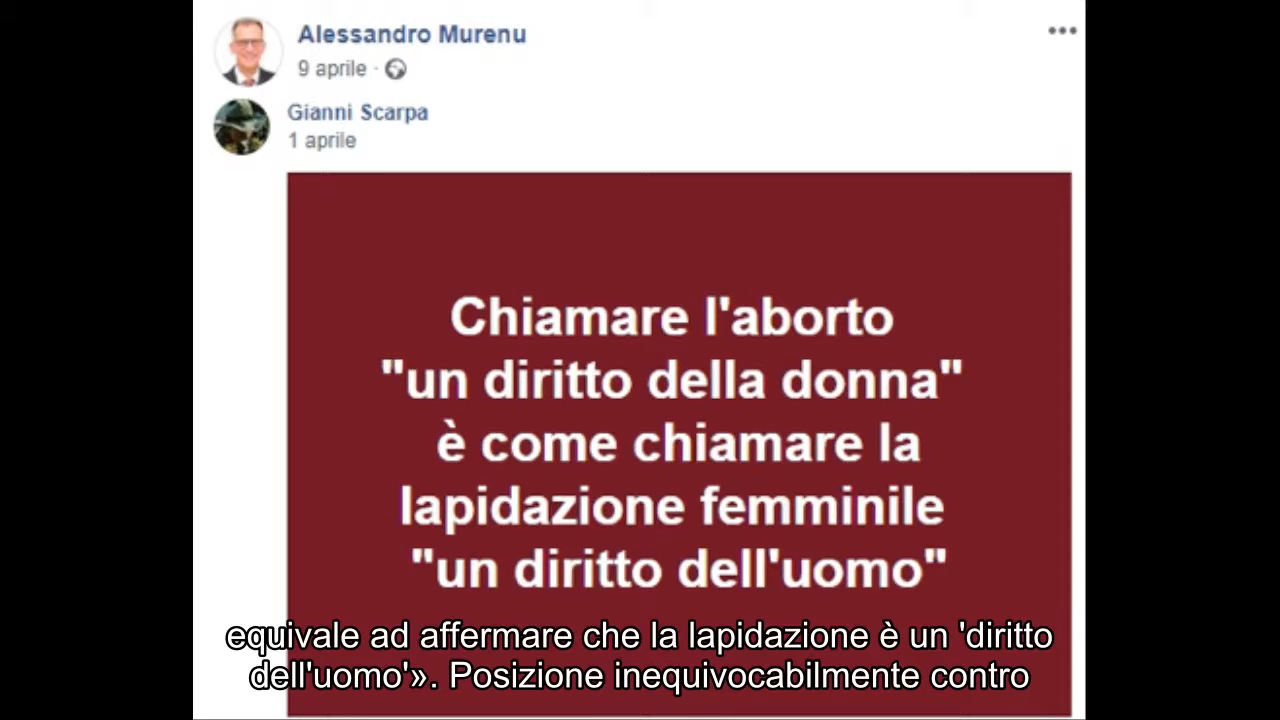 Alessandro Murenu
9 aprile ·
Gianni Scarpa
1 aprile
Chiamare l'aborto
"un diritto della donna"
è come chiamare la
lapidazione femminile
"un diritto dell'uomo"
equivale ad affermare che la lapidazione è un 'diritto
dell'uomo'». Posizione inequivocabilmente contro